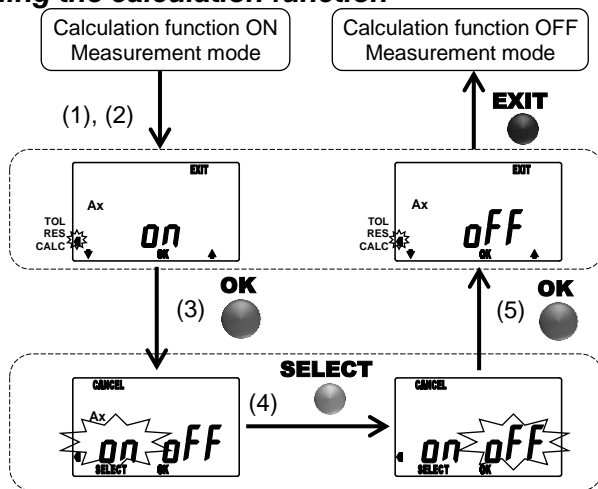 the calculation function
Calculation function ON
Measurement mode
Calculation function OFF
Measurement mode
(1), (2)
EXIT
EXIT
Ax
TOL
RES
CALC
on
OK
EXIT
Ax
TOL
RES
CALC
oFF
OK
(3)
OK
(5)
OK
CANCEL
Ax
on oFF
SELECT OK
(4)
SELECT
CANCEL
on oFF
SELECT OK